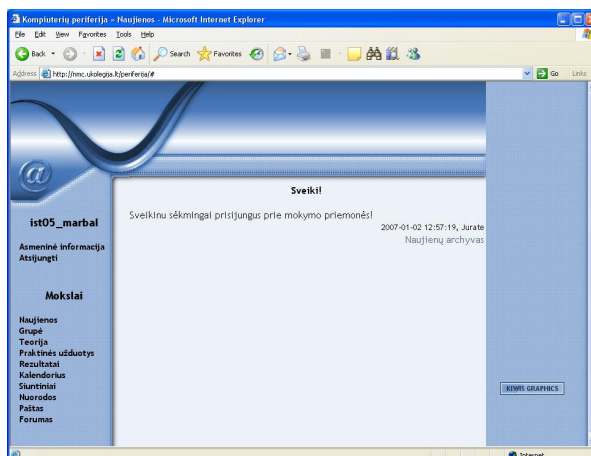 Kompiuterių periferija » Naujienos - Microsoft Internet Explorer
File Edit View Favorites Tools Help
Back Search Favorites
Address http://nmc.ukolegija.lt/periferija/# Go Links
@
Sveiki!
Sveikinu sėkmingai prisijungus prie mokymo priemonės!
2007-01-02 12:57:19, Jurate
Naujienų archyvas
ist05_marbal
Asmeninė informacija
Atsijungti
Mokslai
Naujienos
Grupė
Teorija
Praktinės užduotys
Rezultatai
Kalendorius
Siuntiniai
Nuorodos
Paštas
Forumas
KIWIS GRAPHICS
Internet